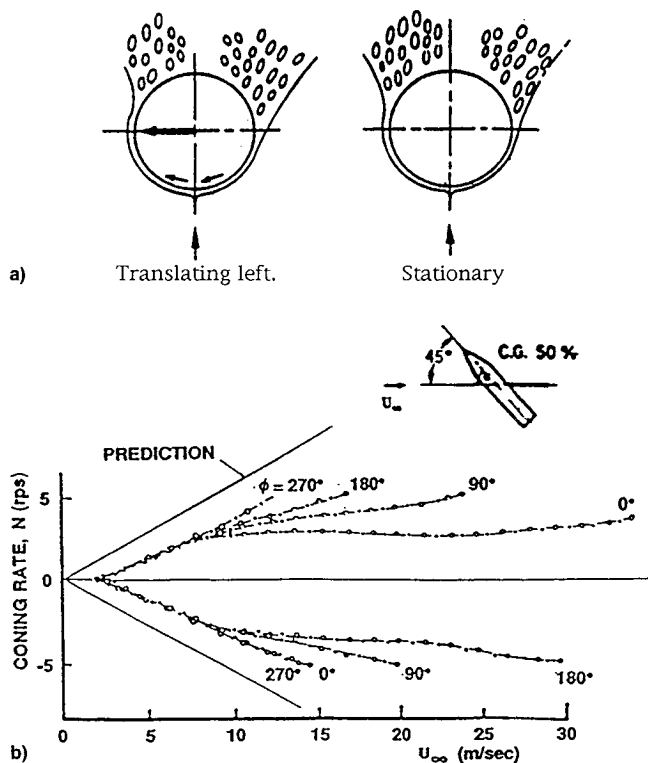 a) Translating left. Stationary
45°
C.G. 50 %
U∞
PREDICTION
CONING RATE, N (rps)
5
0
-5
ϕ = 270° 180° 90° 0°
270° 0° 90° 180°
0 5 10 15 20 25 30
b) U∞ (m/sec)